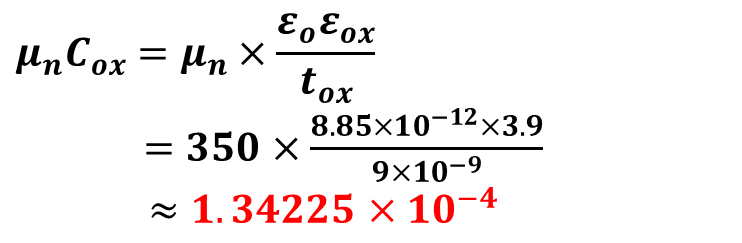 μₙCₒₓ = μₙ × εₒεₒₓ / tₒₓ
= 350 × 8.85×10⁻¹²×3.9 / 9×10⁻⁹
≈ 1.34225 × 10⁻⁴